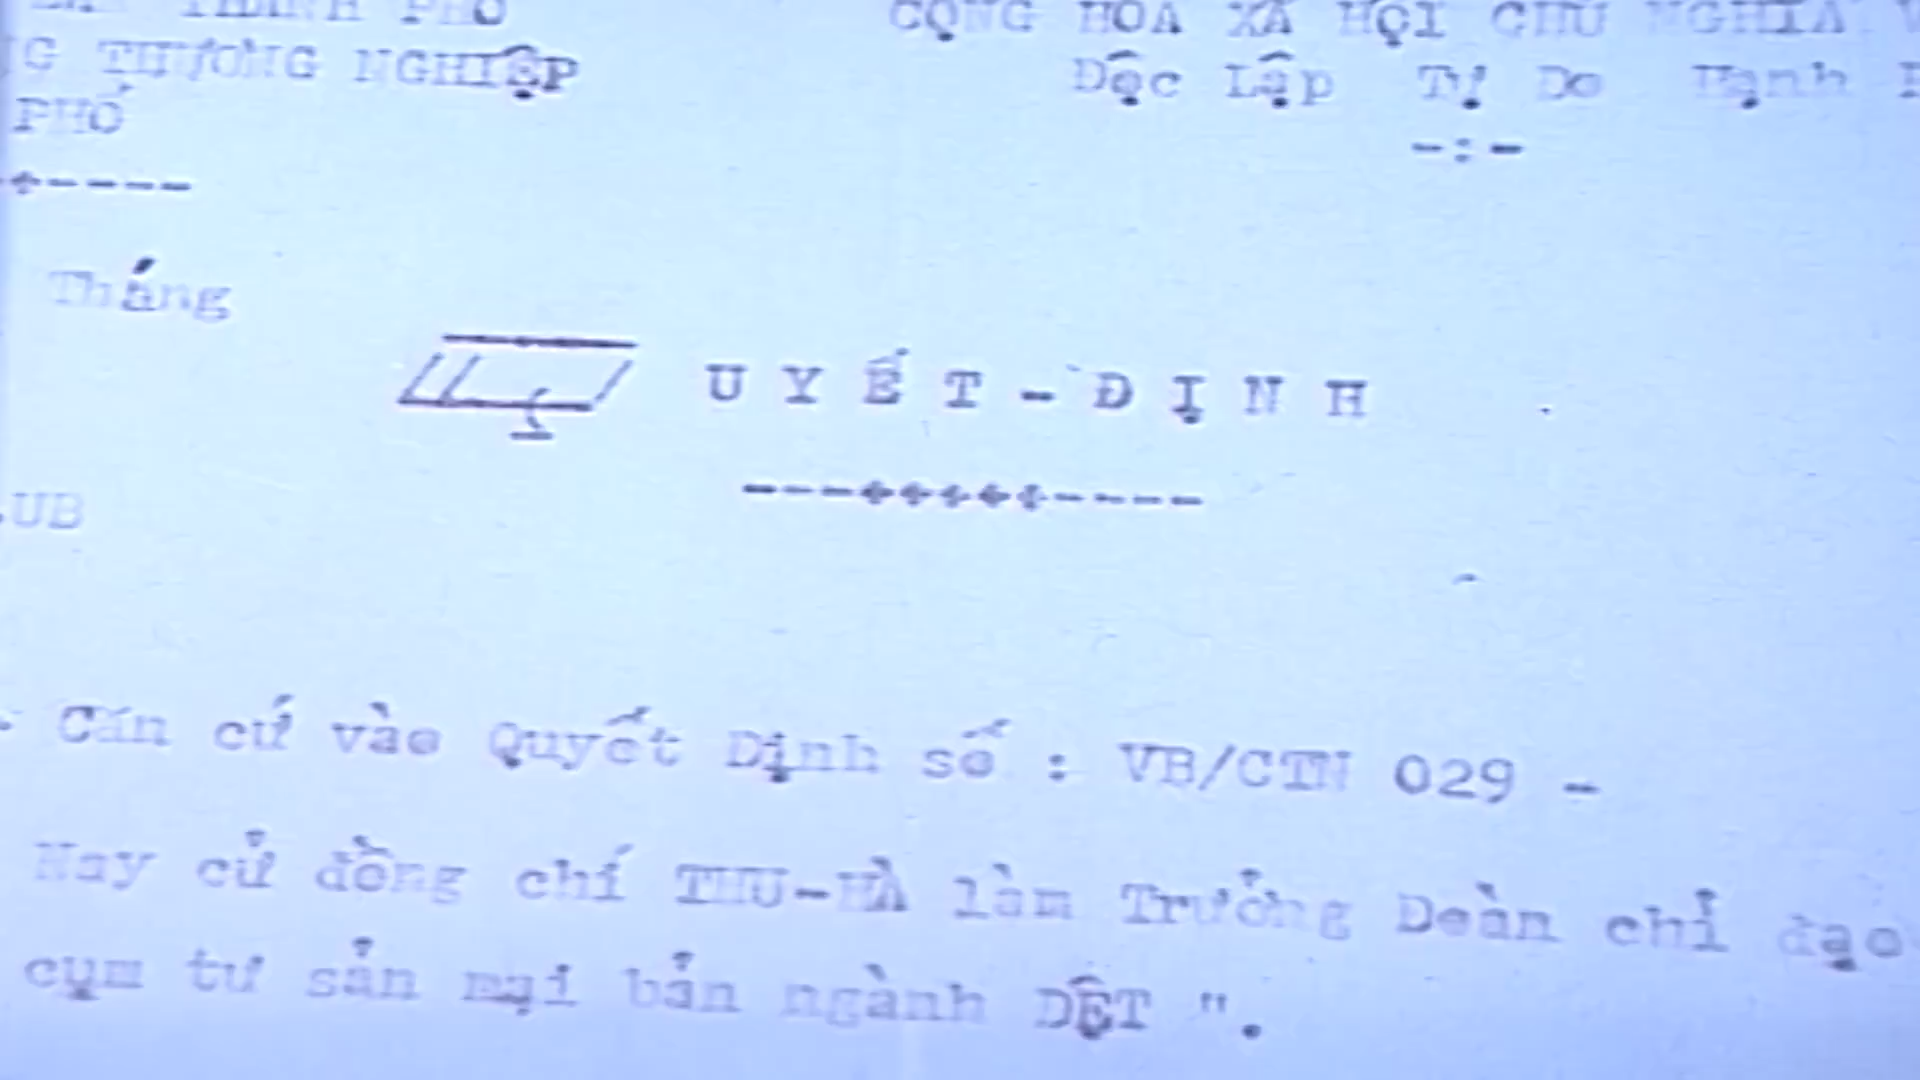 THÀNH PHỐ
CỘNG HÒA XÃ HỘI CHỦ NGHĨA
G THƯƠNG NGHIỆP
Độc Lập Tự Do Hạnh
PHỐ
-:-
Tháng
QUYẾT-ĐỊNH
.UB
- Căn cứ vào Quyết Định số : VB/CTN 029 -
Nay cử đồng chí THU-HÀ làm Trưởng Đoàn chỉ đạo
cụm tư sản mại bản ngành DỆT ".